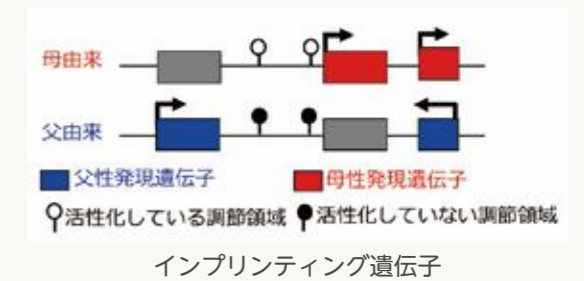 母由来
父由来
父性発現遺伝子 母性発現遺伝子
活性化している調節領域 活性化していない調節領域
インプリンティング遺伝子